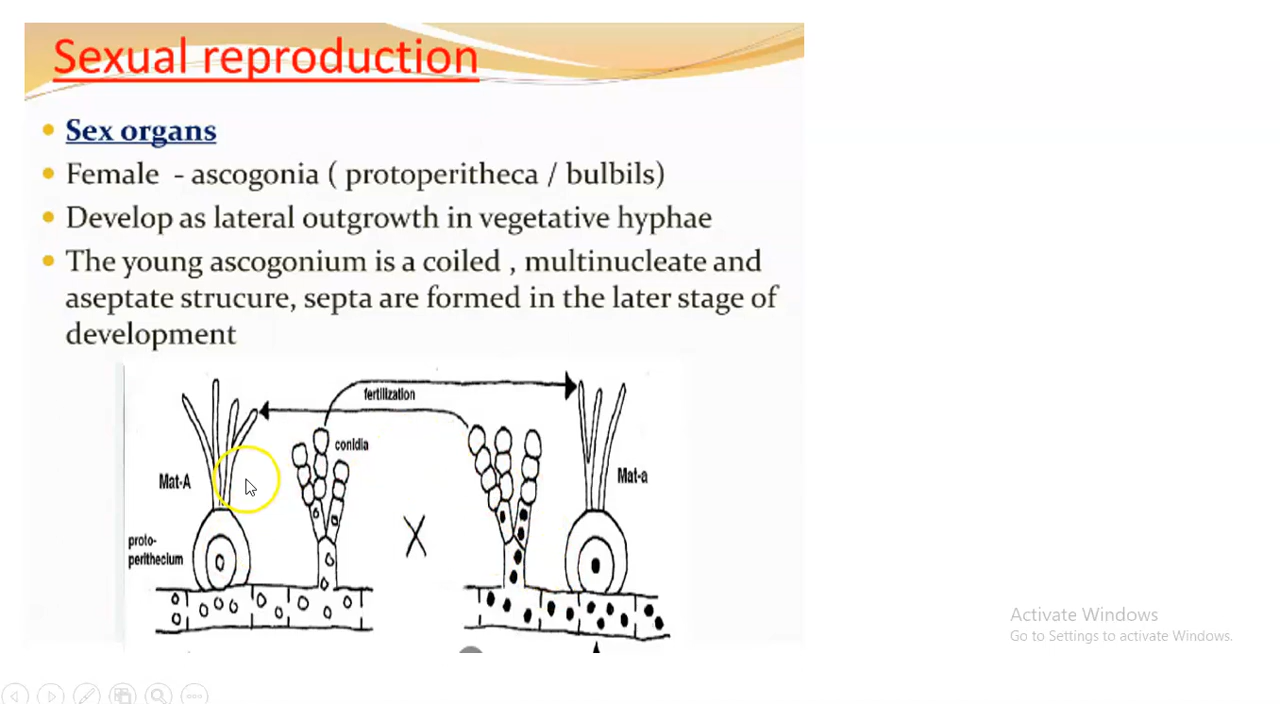 Sexual reproduction
Sex organs
Female - ascogonia ( protoperitheca / bulbils)
Develop as lateral outgrowth in vegetative hyphae
The young ascogonium is a coiled , multinucleate and
aseptate strucure, septa are formed in the later stage of
development
fertilization
conidia
Mat-A
Mat-a
proto-
perithecium
X
Activate Windows
Go to Settings to activate Windows.